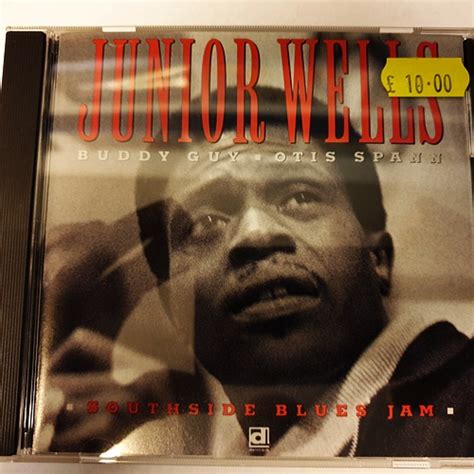 JUNIOR WELLS
£ 10.00
BUDDY GUY ▪ OTIS SPANN
▪ SOUTHSIDE BLUES JAM ▪
d